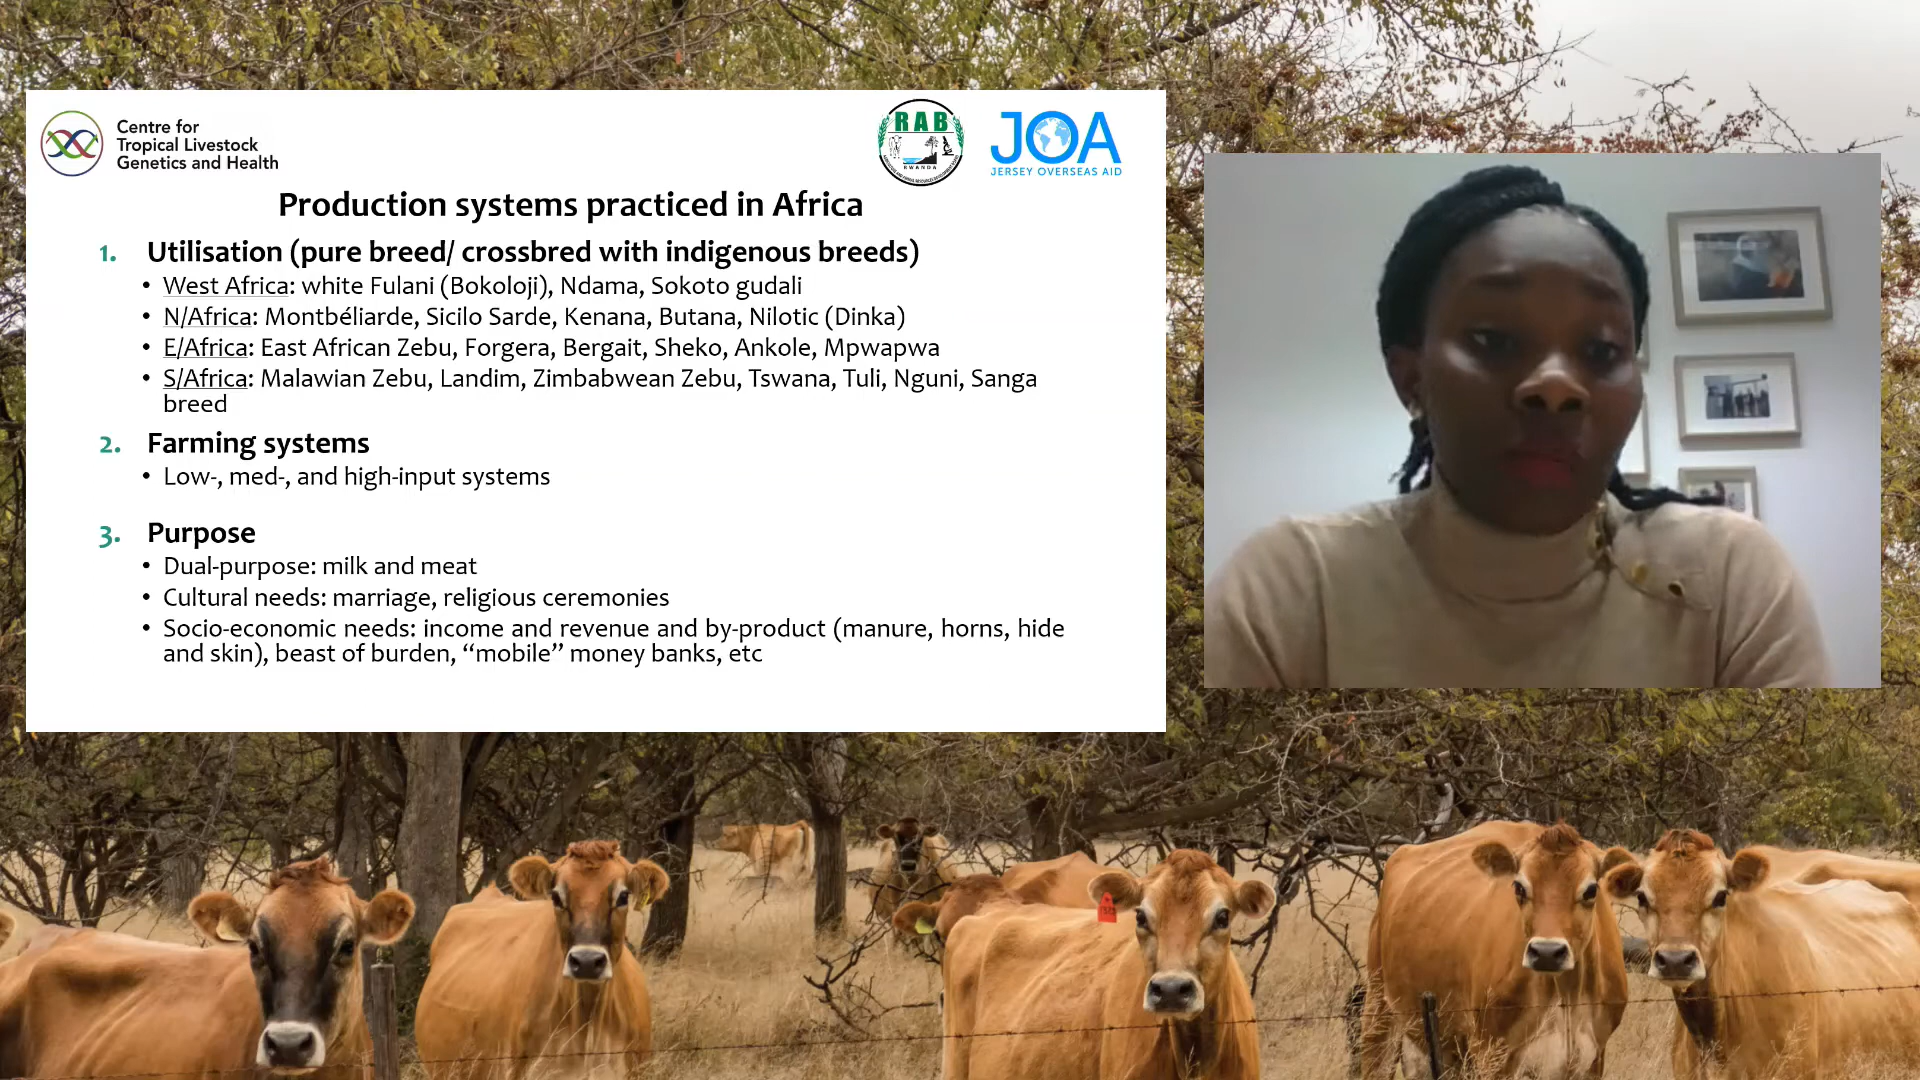 Centre for
Tropical Livestock
Genetics and Health
RAB
RWANDA
JOA
JERSEY OVERSEAS AID
Production systems practiced in Africa
1. Utilisation (pure breed/ crossbred with indigenous breeds)
• West Africa: white Fulani (Bokoloji), Ndama, Sokoto gudali
• N/Africa: Montbéliarde, Sicilo Sarde, Kenana, Butana, Nilotic (Dinka)
• E/Africa: East African Zebu, Forgera, Bergait, Sheko, Ankole, Mpwapwa
• S/Africa: Malawian Zebu, Landim, Zimbabwean Zebu, Tswana, Tuli, Nguni, Sanga
breed
2. Farming systems
• Low-, med-, and high-input systems
3. Purpose
• Dual-purpose: milk and meat
• Cultural needs: marriage, religious ceremonies
• Socio-economic needs: income and revenue and by-product (manure, horns, hide
and skin), beast of burden, “mobile” money banks, etc